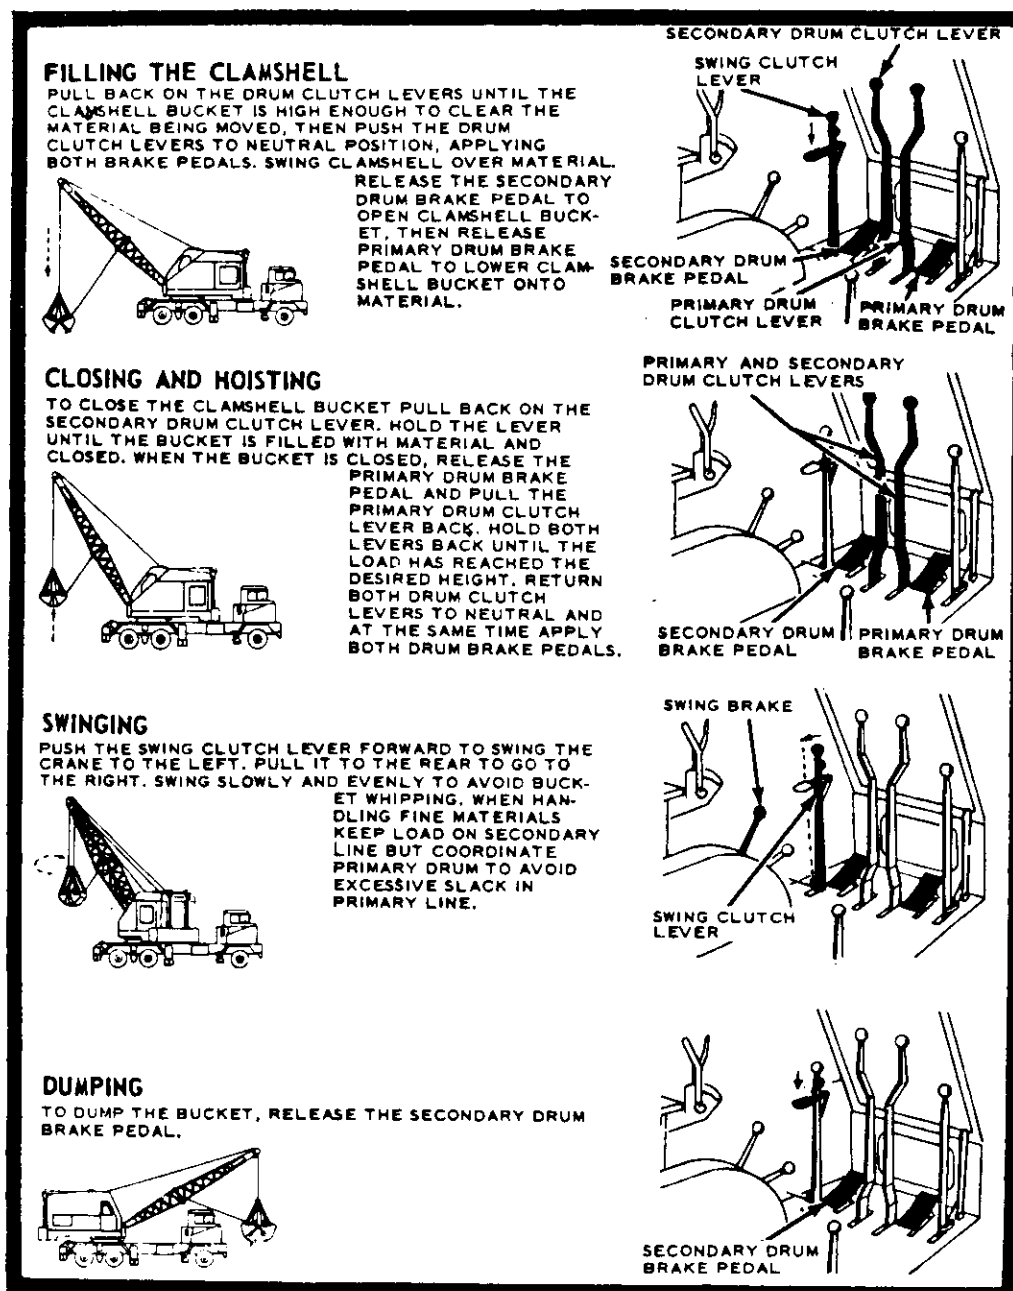 FILLING THE CLAMSHELL
PULL BACK ON THE DRUM CLUTCH LEVERS UNTIL THE
CLAMSHELL BUCKET IS HIGH ENOUGH TO CLEAR THE
MATERIAL BEING MOVED, THEN PUSH THE DRUM
CLUTCH LEVERS TO NEUTRAL POSITION, APPLYING
BOTH BRAKE PEDALS. SWING CLAMSHELL OVER MATERIAL.
RELEASE THE SECONDARY
DRUM BRAKE PEDAL TO
OPEN CLAMSHELL BUCK-
ET, THEN RELEASE
PRIMARY DRUM BRAKE
PEDAL TO LOWER CLAM-
SHELL BUCKET ONTO
MATERIAL.
SECONDARY DRUM CLUTCH LEVER
SWING CLUTCH
LEVER
SECONDARY DRUM
BRAKE PEDAL
PRIMARY DRUM
CLUTCH LEVER
PRIMARY DRUM
BRAKE PEDAL
CLOSING AND HOISTING
TO CLOSE THE CLAMSHELL BUCKET PULL BACK ON THE
SECONDARY DRUM CLUTCH LEVER. HOLD THE LEVER
UNTIL THE BUCKET IS FILLED WITH MATERIAL AND
CLOSED. WHEN THE BUCKET IS CLOSED, RELEASE THE
PRIMARY DRUM BRAKE
PEDAL AND PULL THE
PRIMARY DRUM CLUTCH
LEVER BACK. HOLD BOTH
LEVERS BACK UNTIL THE
LOAD HAS REACHED THE
DESIRED HEIGHT. RETURN
BOTH DRUM CLUTCH
LEVERS TO NEUTRAL AND
AT THE SAME TIME APPLY
BOTH DRUM BRAKE PEDALS.
PRIMARY AND SECONDARY
DRUM CLUTCH LEVERS
SECONDARY DRUM
BRAKE PEDAL
PRIMARY DRUM
BRAKE PEDAL
SWINGING
PUSH THE SWING CLUTCH LEVER FORWARD TO SWING THE
CRANE TO THE LEFT. PULL IT TO THE REAR TO GO TO
THE RIGHT. SWING SLOWLY AND EVENLY TO AVOID BUCK-
ET WHIPPING. WHEN HAN-
DLING FINE MATERIALS
KEEP LOAD ON SECONDARY
LINE BUT COORDINATE
PRIMARY DRUM TO AVOID
EXCESSIVE SLACK IN
PRIMARY LINE.
SWING BRAKE
SWING CLUTCH
LEVER
DUMPING
TO DUMP THE BUCKET, RELEASE THE SECONDARY DRUM
BRAKE PEDAL.
SECONDARY DRUM
BRAKE PEDAL